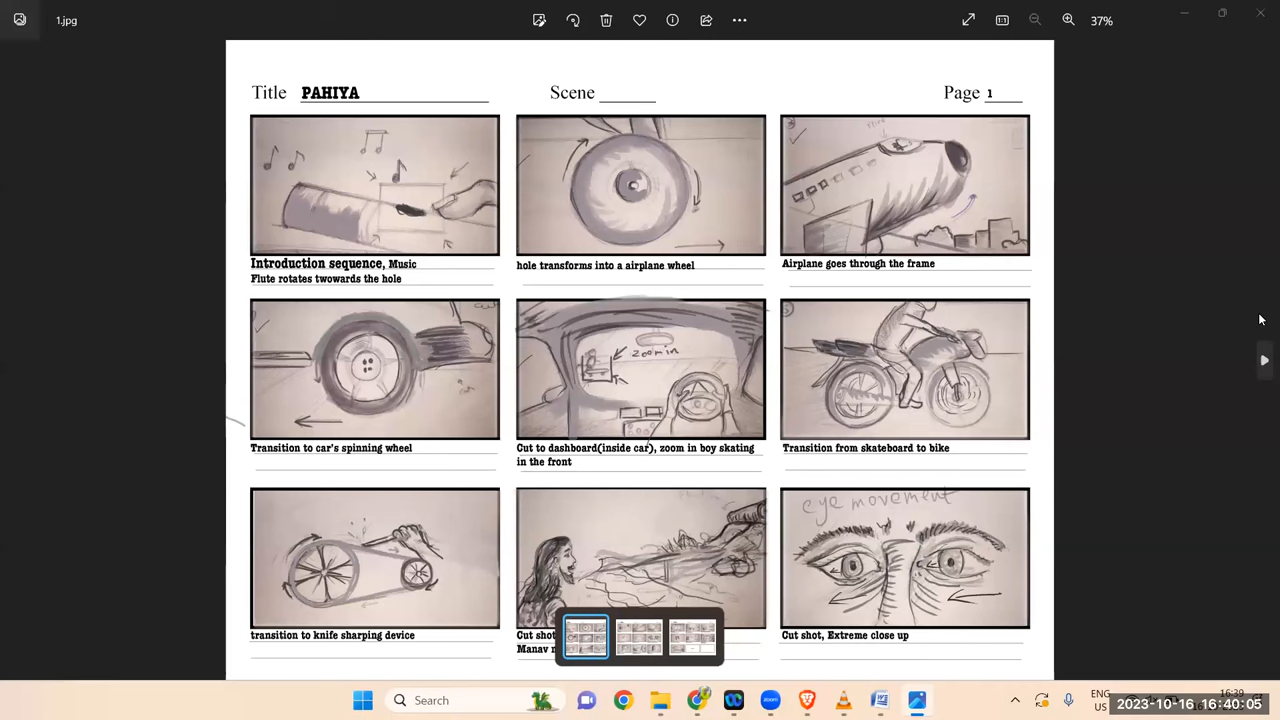 1.jpg
37%
Title PAHIYA
Scene
Page 1
Introduction sequence, Music
Flute rotates twowards the hole
hole transforms into a airplane wheel
Airplane goes through the frame
Transition to car's spinning wheel
zoom in
Cut to dashboard(inside car), zoom in boy skating
in the front
Transition from skateboard to bike
transition to knife sharping device
Cut shot
Manav
eye movement
Cut shot, Extreme close up
Search
zoom
ENG
US
16:39
2023-10-16 16:40:05